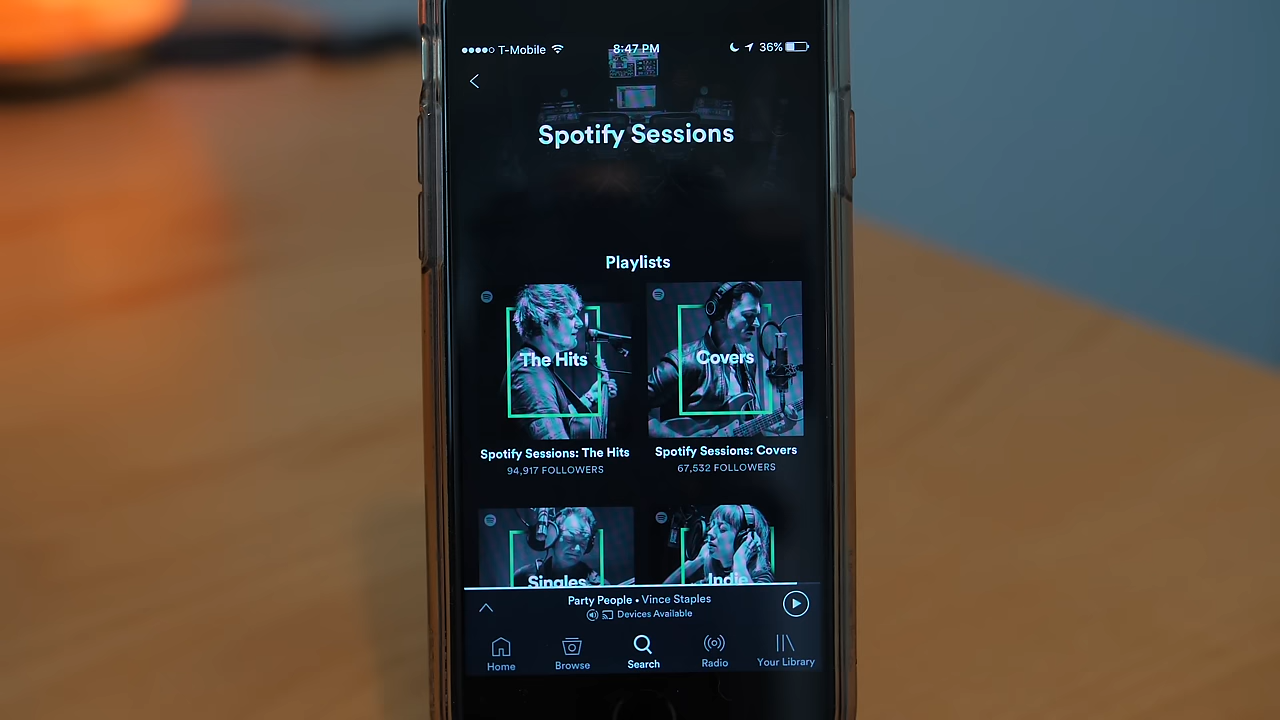 T-Mobile 8:47 PM 36%
Spotify Sessions
Playlists
The Hits
Covers
Spotify Sessions: The Hits
94,917 FOLLOWERS
Spotify Sessions: Covers
67,532 FOLLOWERS
Singles
Indie
Party People • Vince Staples
Devices Available
Home Browse Search Radio Your Library